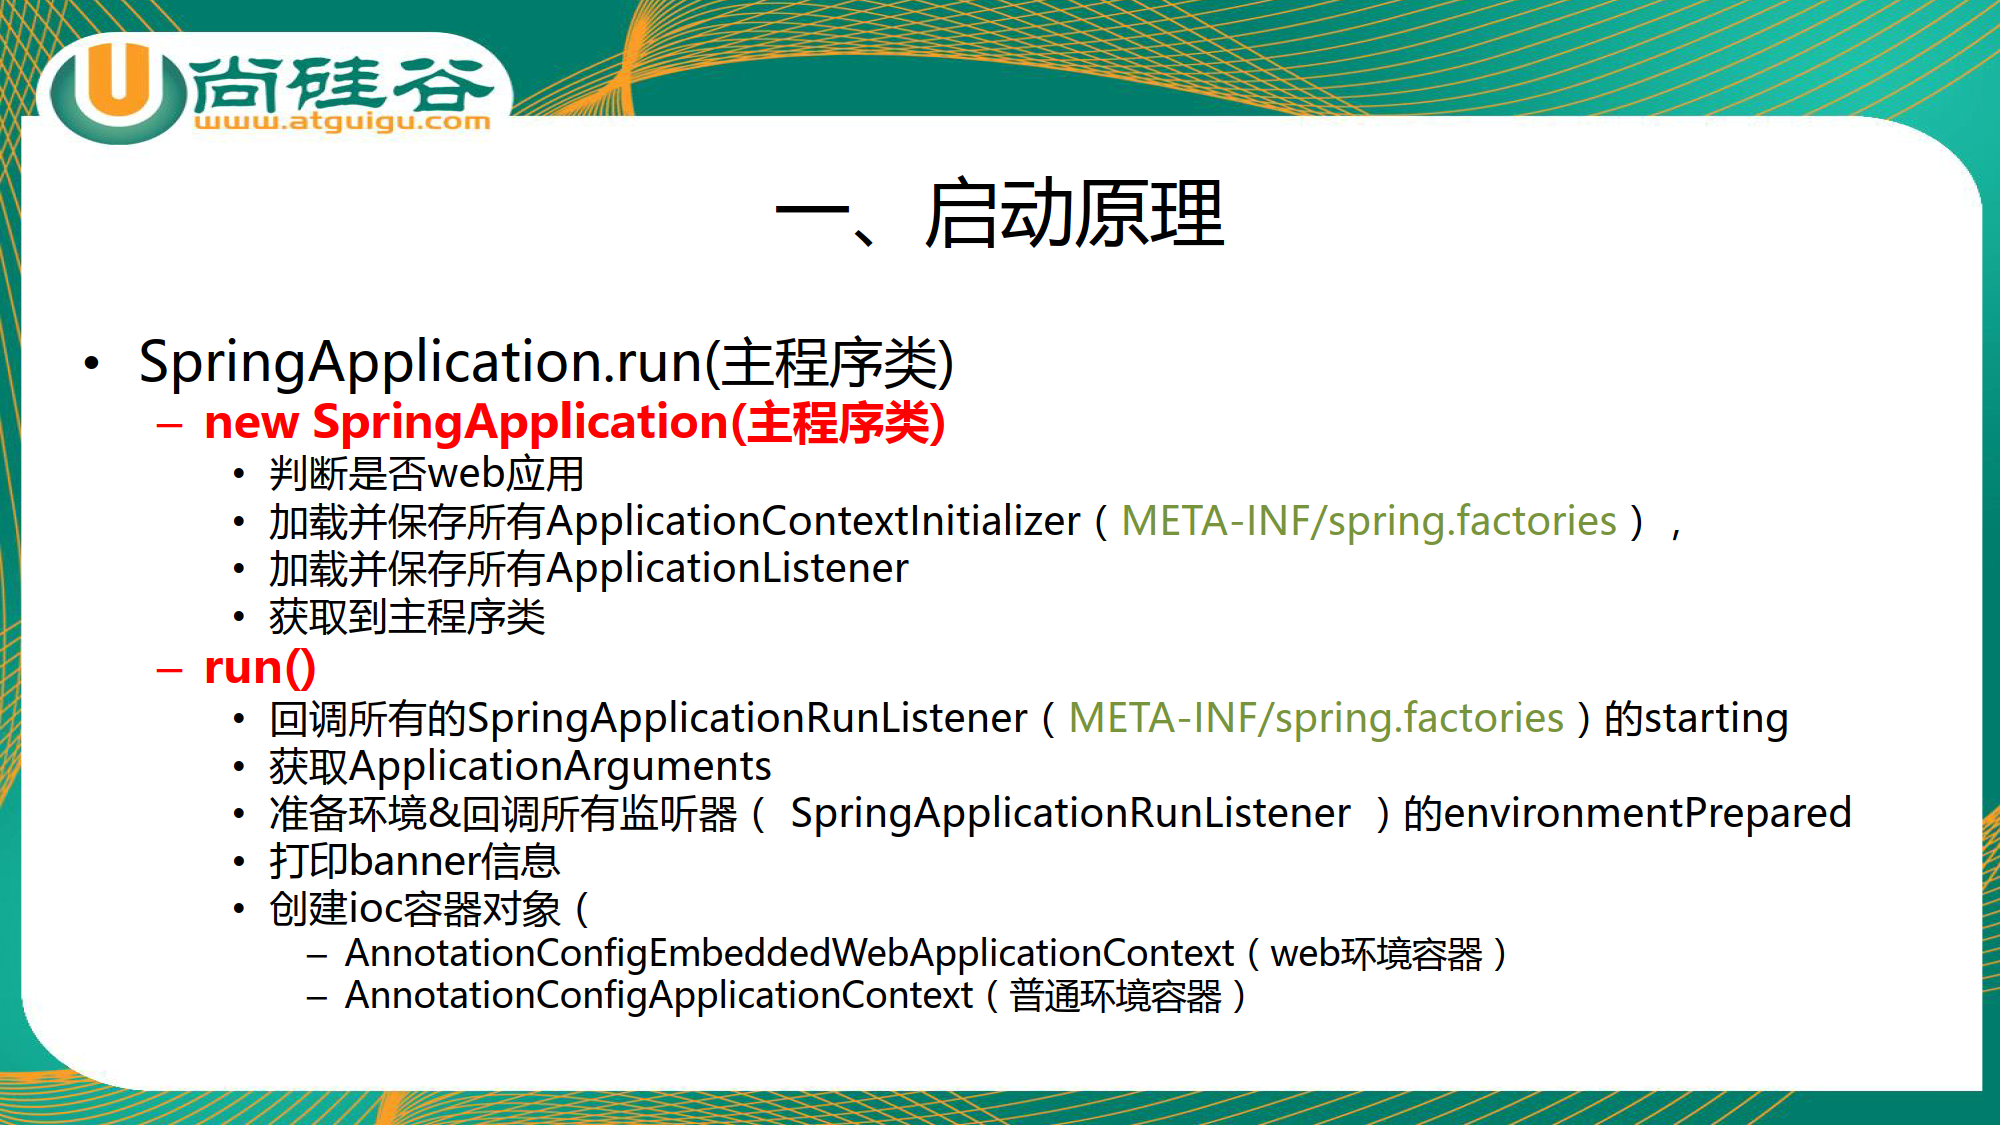 尚硅谷
www.atguigu.com
一、启动原理
• SpringApplication.run(主程序类)
– new SpringApplication(主程序类)
• 判断是否web应用
• 加载并保存所有ApplicationContextInitializer（META-INF/spring.factories），
• 加载并保存所有ApplicationListener
• 获取到主程序类
– run()
• 回调所有的SpringApplicationRunListener（META-INF/spring.factories）的starting
• 获取ApplicationArguments
• 准备环境&回调所有监听器（ SpringApplicationRunListener ）的environmentPrepared
• 打印banner信息
• 创建ioc容器对象（
– AnnotationConfigEmbeddedWebApplicationContext（web环境容器）
– AnnotationConfigApplicationContext（普通环境容器）